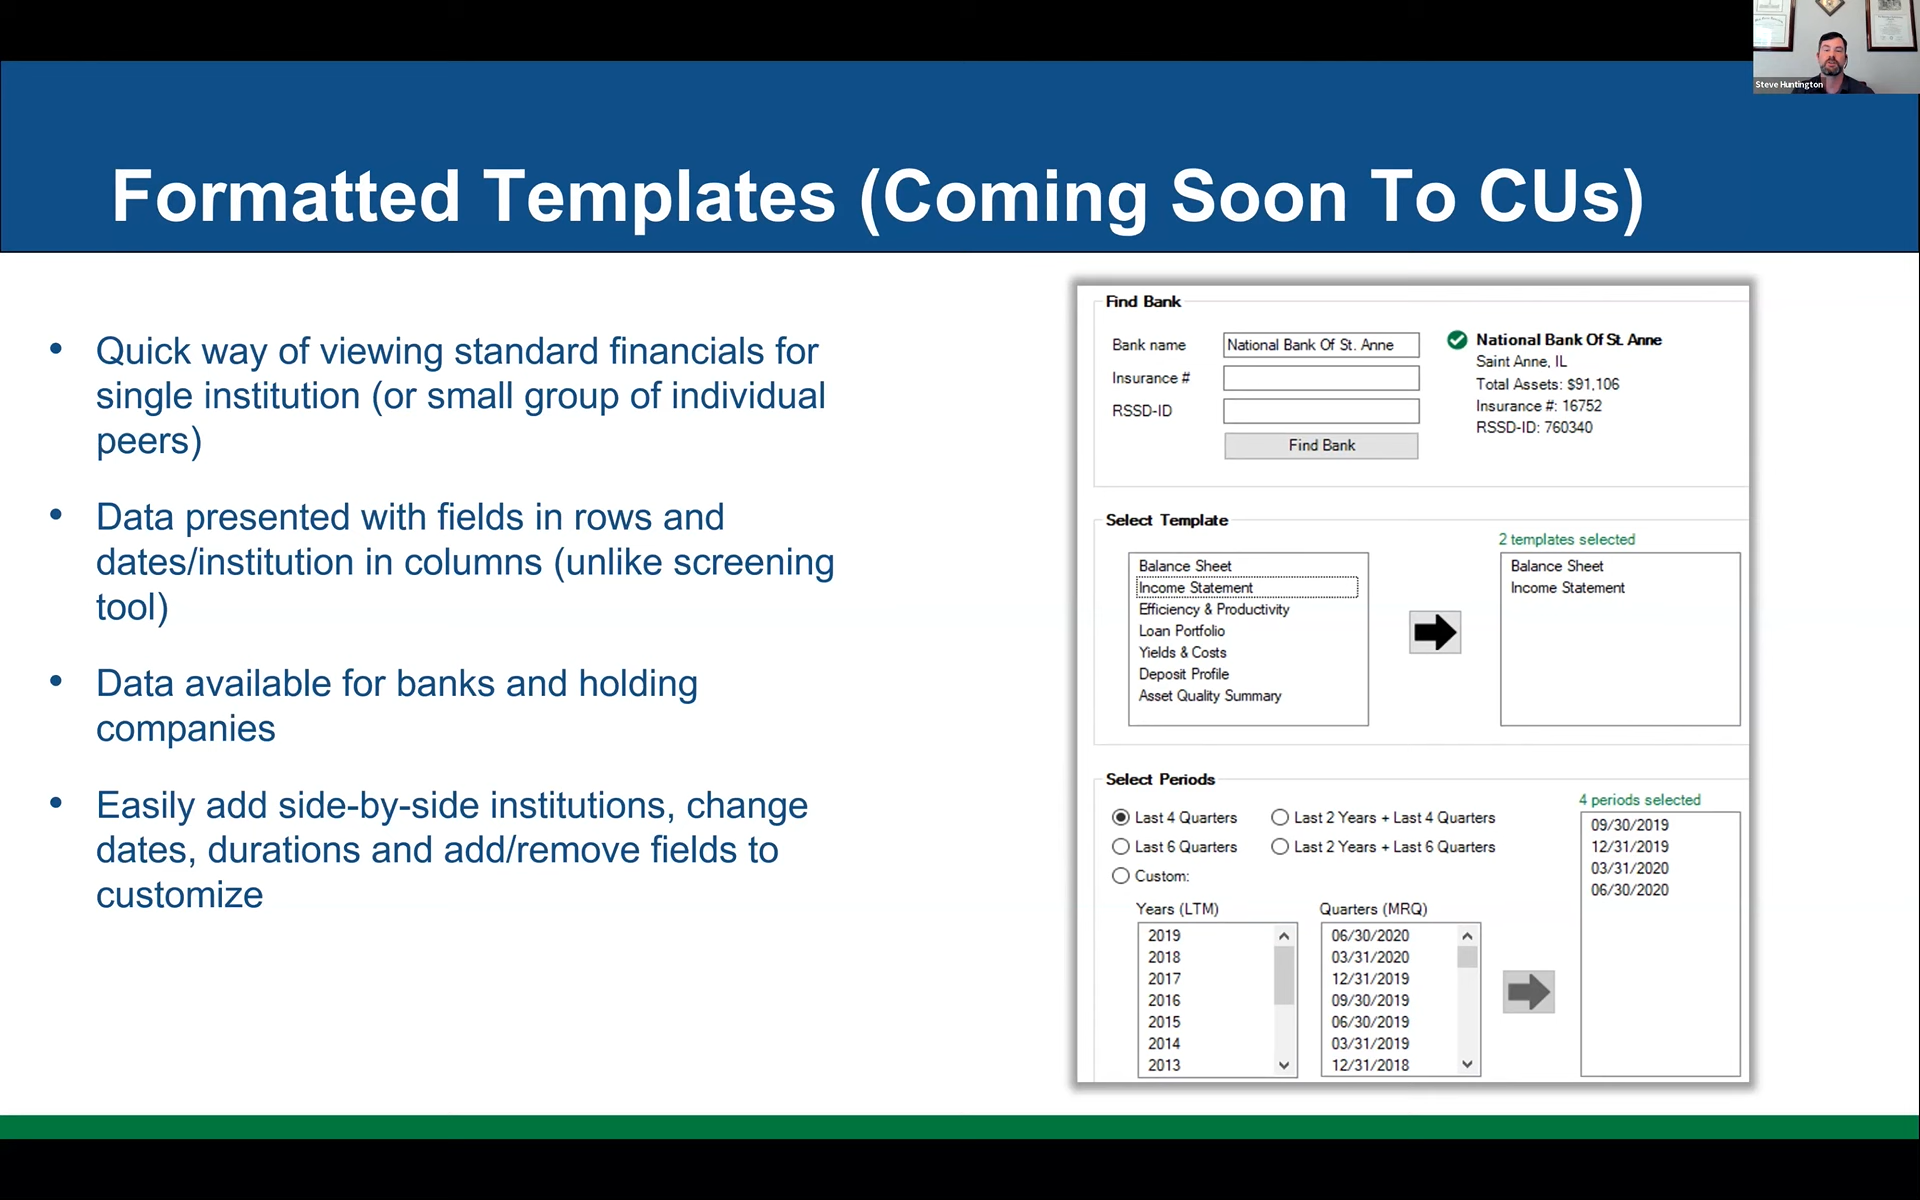 Steve Huntington
Formatted Templates (Coming Soon To CUs)
• Quick way of viewing standard financials for
single institution (or small group of individual
peers)
• Data presented with fields in rows and
dates/institution in columns (unlike screening
tool)
• Data available for banks and holding
companies
• Easily add side-by-side institutions, change
dates, durations and add/remove fields to
customize
Find Bank
Bank name
National Bank Of St. Anne
Insurance #
RSSD-ID
Find Bank
National Bank Of St. Anne
Saint Anne, IL
Total Assets: $91,106
Insurance #: 16752
RSSD-ID: 760340
Select Template
Balance Sheet
Income Statement
Efficiency & Productivity
Loan Portfolio
Yields & Costs
Deposit Profile
Asset Quality Summary
2 templates selected
Balance Sheet
Income Statement
Select Periods
Last 4 Quarters
Last 2 Years + Last 4 Quarters
Last 6 Quarters
Last 2 Years + Last 6 Quarters
Custom:
Years (LTM)
2019
2018
2017
2016
2015
2014
2013
Quarters (MRQ)
06/30/2020
03/31/2020
12/31/2019
09/30/2019
06/30/2019
03/31/2019
12/31/2018
4 periods selected
09/30/2019
12/31/2019
03/31/2020
06/30/2020